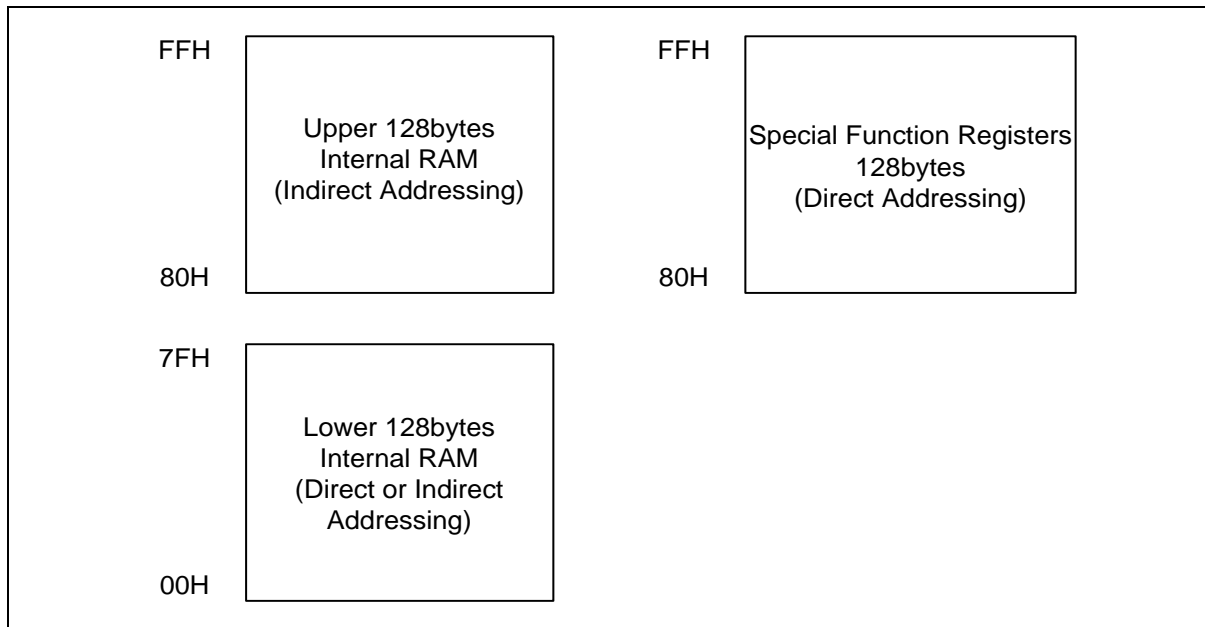 FFH
Upper 128bytes
Internal RAM
(Indirect Addressing)
80H
FFH
Special Function Registers
128bytes
(Direct Addressing)
80H
7FH
Lower 128bytes
Internal RAM
(Direct or Indirect
Addressing)
00H